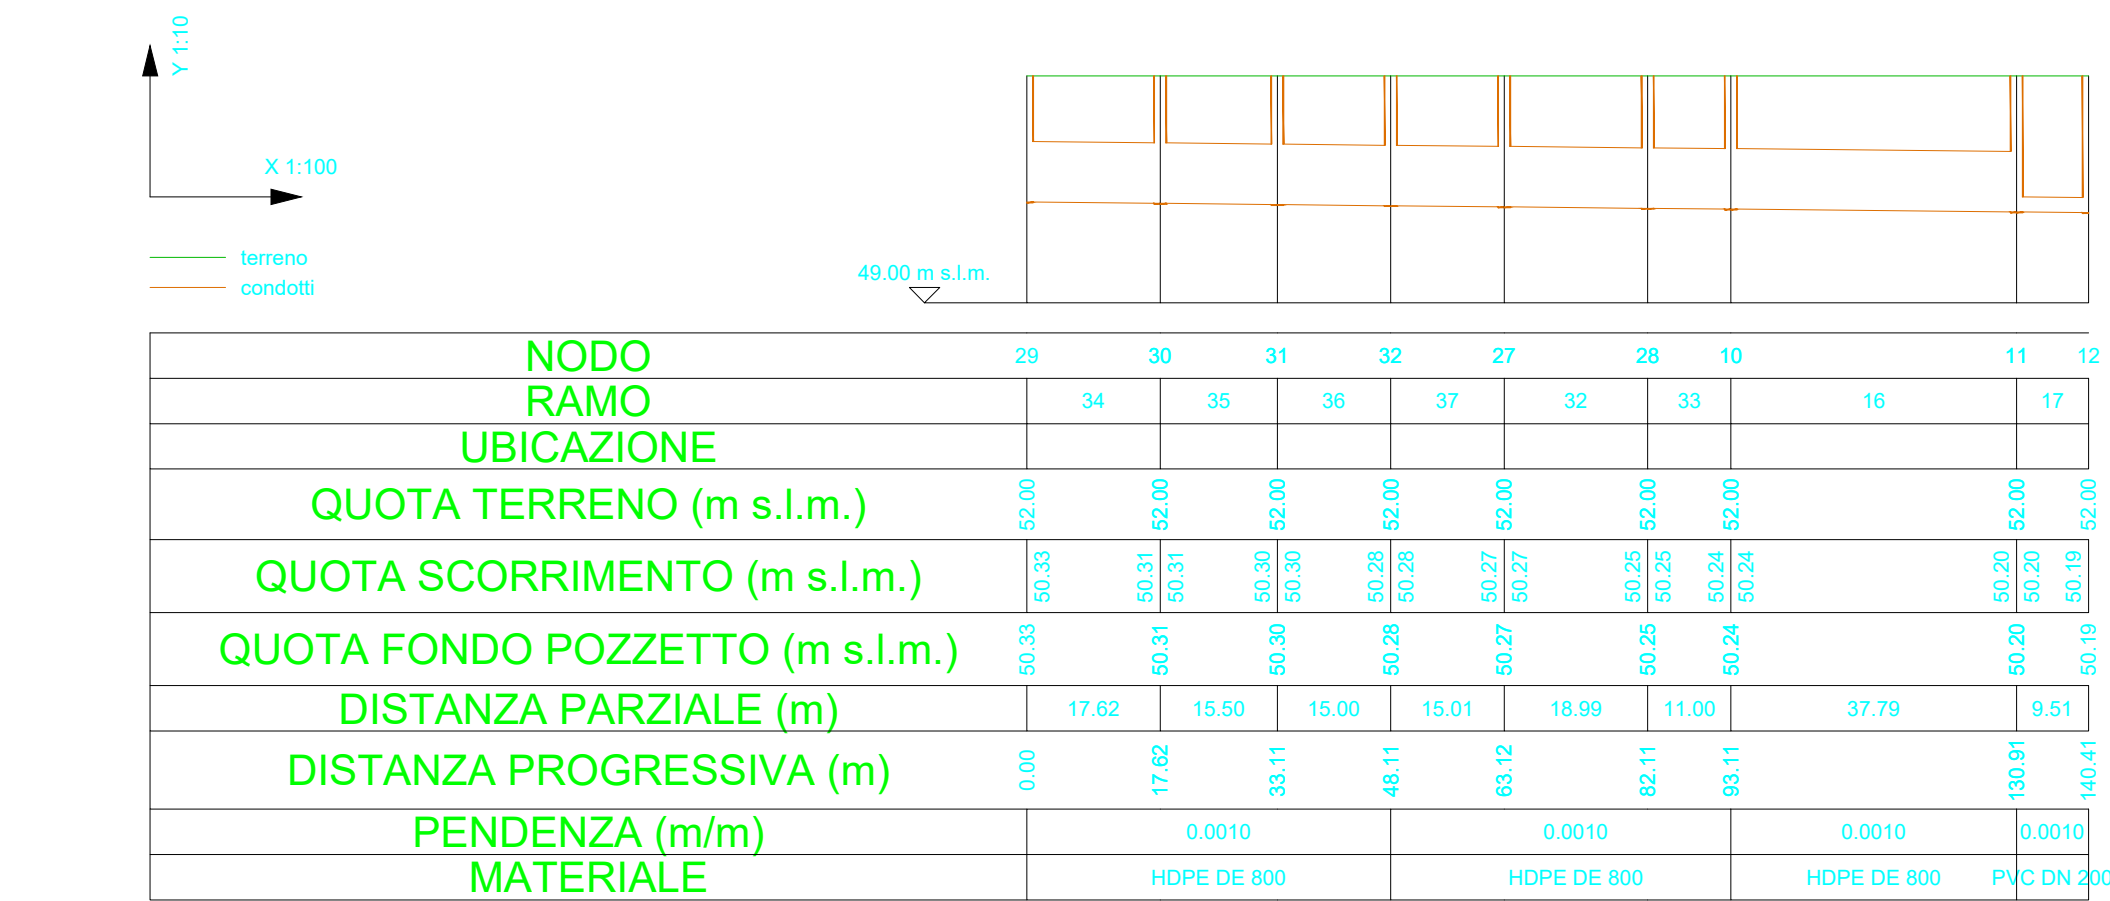 Y 1:10
X 1:100
terreno
condotti
49.00 m s.l.m.
NODO 29 30 31 32 27 28 10 11 12
RAMO 34 35 36 37 32 33 16 17
UBICAZIONE
QUOTA TERRENO (m s.l.m.) 52.00 52.00 52.00 52.00 52.00 52.00 52.00 52.00 52.00
QUOTA SCORRIMENTO (m s.l.m.) 50.33 50.31 50.31 50.30 50.30 50.28 50.28 50.27 50.27 50.25 50.25 50.24 50.24 50.20 50.20 50.19
QUOTA FONDO POZZETTO (m s.l.m.) 50.33 50.31 50.30 50.28 50.27 50.25 50.24 50.20 50.19
DISTANZA PARZIALE (m) 17.62 15.50 15.00 15.01 18.99 11.00 37.79 9.51
DISTANZA PROGRESSIVA (m) 0.00 17.62 33.11 48.11 63.12 82.11 93.11 130.91 140.41
PENDENZA (m/m) 0.0010 0.0010 0.0010 0.0010
MATERIALE HDPE DE 800 HDPE DE 800 HDPE DE 800 PVC DN 200